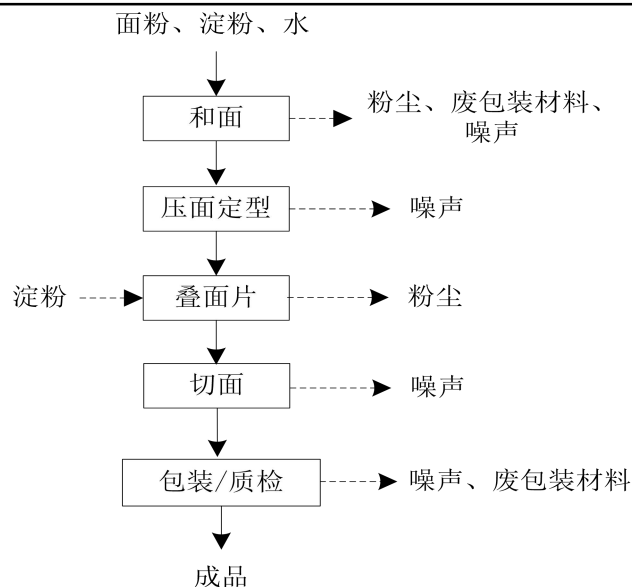 面粉、淀粉、水
和面
粉尘、废包装材料、
噪声
压面定型
噪声
淀粉
叠面片
粉尘
切面
噪声
包装/质检
噪声、废包装材料
成品